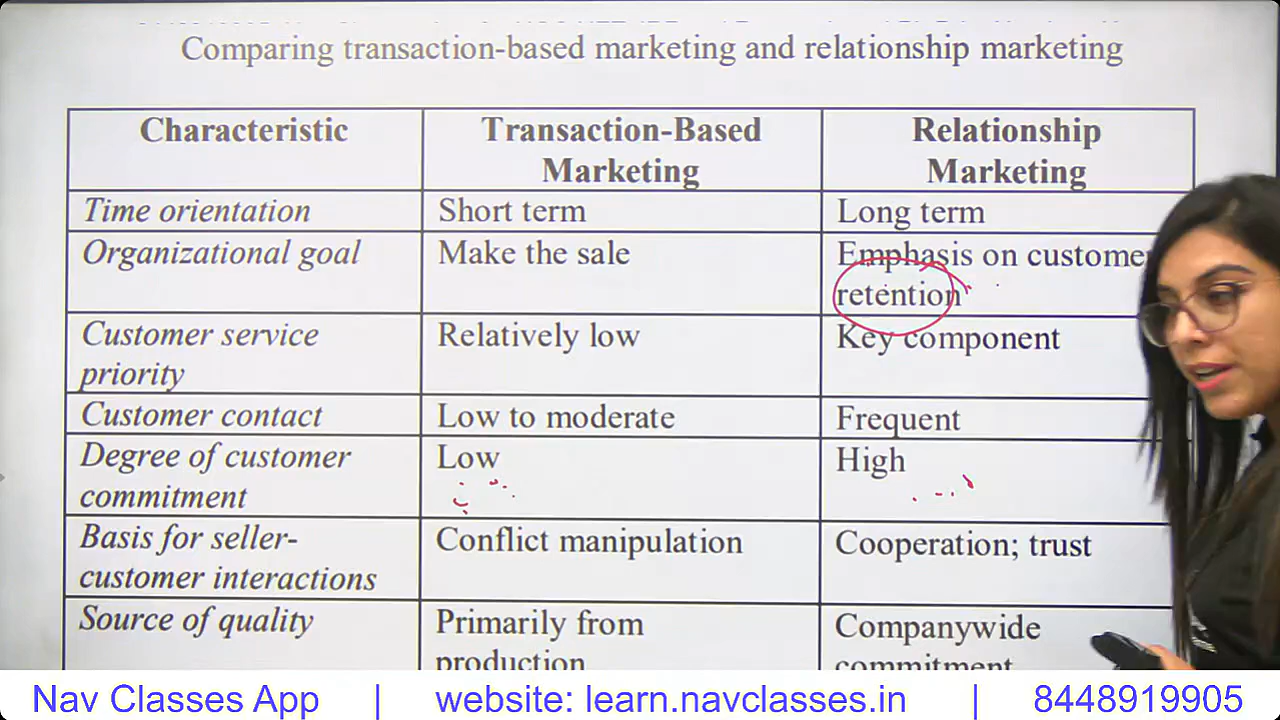 Comparing transaction-based marketing and relationship marketing
Characteristic
Transaction-Based
Marketing
Relationship
Marketing
Time orientation
Short term
Long term
Organizational goal
Make the sale
Emphasis on custome
retention
Customer service
priority
Relatively low
Key component
Customer contact
Low to moderate
Frequent
Degree of customer
commitment
Low
High
Basis for seller-
customer interactions
Conflict manipulation
Cooperation; trust
Source of quality
Primarily from
production
Companywide
commitment
Nav Classes App | website: learn.navclasses.in | 8448919905